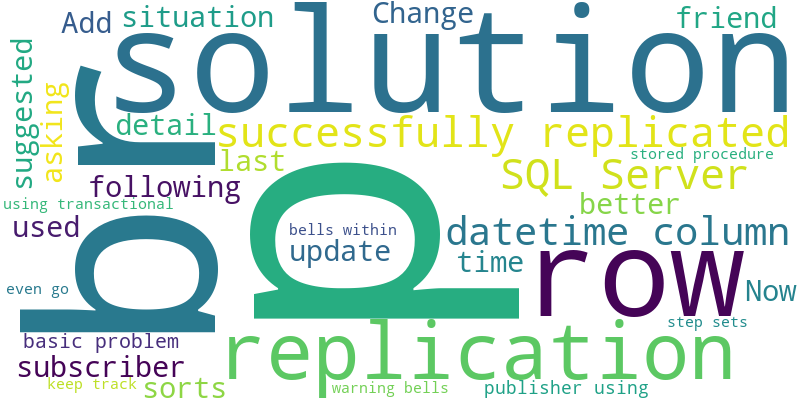 Add
situation
Change
friend
solution
suggested
asking
br
detail
successfully replicated
last
stored procedure
SQL Server
following
p
using transactional
better
used
bells within
update
datetime column
time
row
even go
Now
step sets
basic problem
replication
subscriber
keep track
sorts
warning bells
publisher using